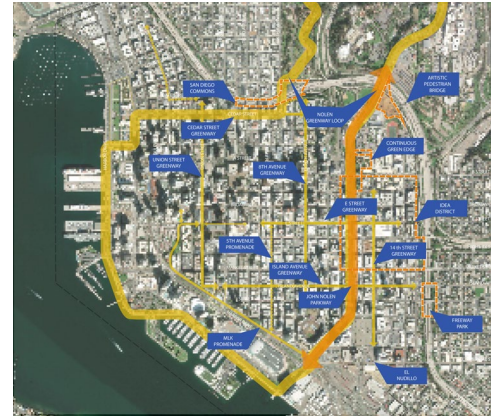 SAN DIEGO
COMMONS
ARTISTIC
PEDESTRIAN
BRIDGE
NOLEN
GREENWAY LOOP
CEDAR STREET
GREENWAY
CONTINUOUS
GREEN EDGE
UNION STREET
GREENWAY
6TH AVENUE
GREENWAY
E STREET
GREENWAY
IDEA
DISTRICT
5TH AVENUE
PROMENADE
14 th STREET
GREENWAY
ISLAND AVENUE
GREENWAY
JOHN NOLEN
PARKWAY
FREEWAY
PARK
MLK
PROMENADE
EL
NUDILLO